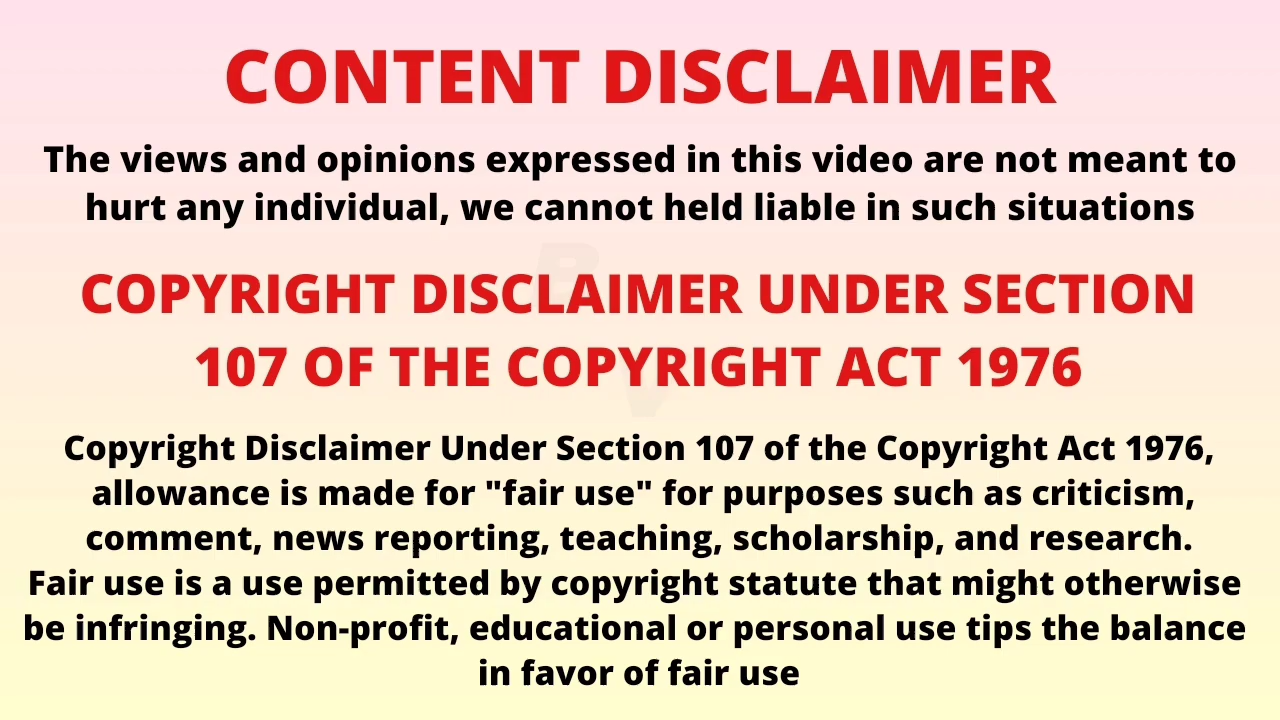 CONTENT DISCLAIMER
The views and opinions expressed in this video are not meant to
hurt any individual, we cannot held liable in such situations
COPYRIGHT DISCLAIMER UNDER SECTION
107 OF THE COPYRIGHT ACT 1976
Copyright Disclaimer Under Section 107 of the Copyright Act 1976,
allowance is made for "fair use" for purposes such as criticism,
comment, news reporting, teaching, scholarship, and research.
Fair use is a use permitted by copyright statute that might otherwise
be infringing. Non-profit, educational or personal use tips the balance
in favor of fair use